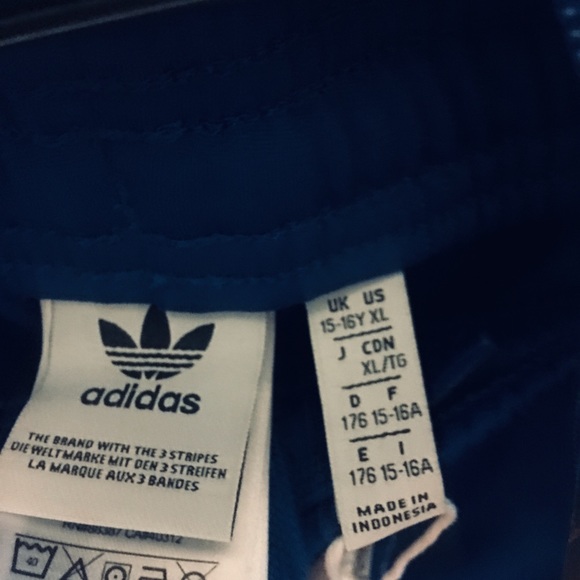 adidas
THE BRAND WITH THE 3 STRIPES
DIE WELTMARKE MIT DEN 3 STREIFEN
LA MARQUE AUX 3 BANDES
40
UK US
15-16Y XL
J CDN
XL/TG
D F
176 15-16A
E I
176 15-16A
MADE IN
INDONESIA